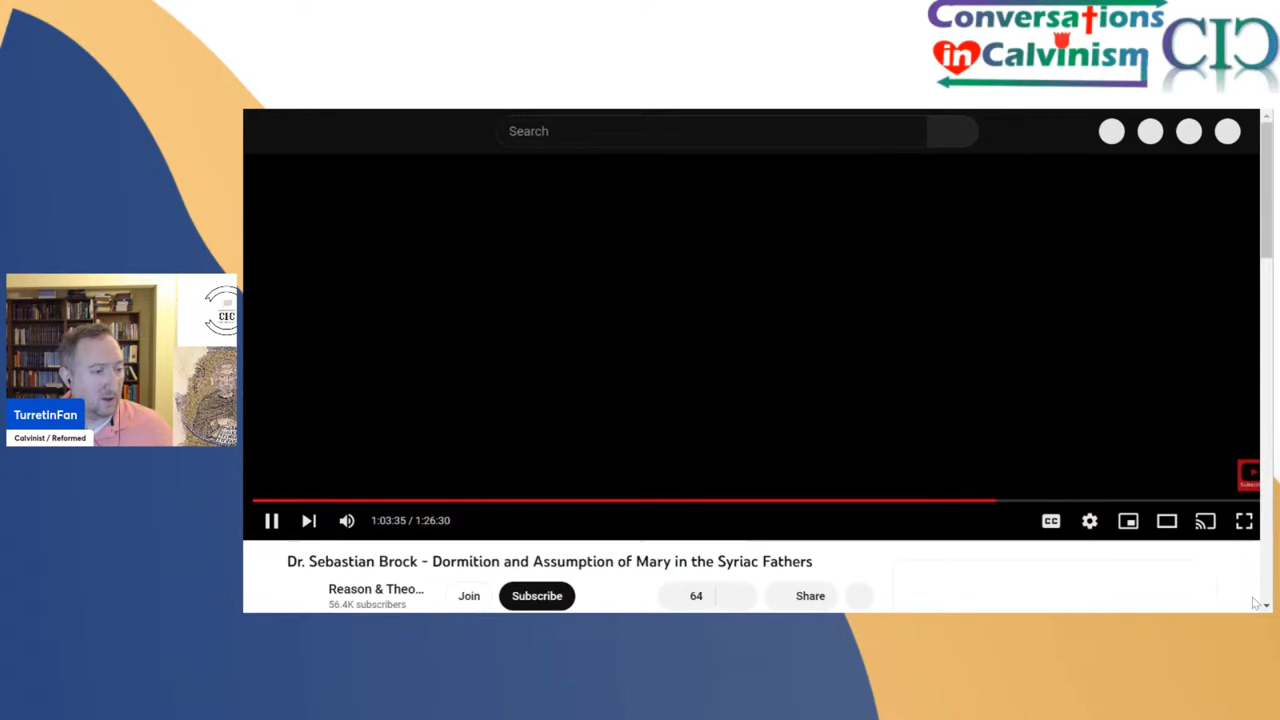 Conversations
in Calvinism
CIC
Search
CIC
TurretinFan
Calvinist / Reformed
1:03:35 / 1:26:30
CC
Dr. Sebastian Brock - Dormition and Assumption of Mary in the Syriac Fathers
Reason & Theo...
56.4K subscribers
Join
Subscribe
64
Share